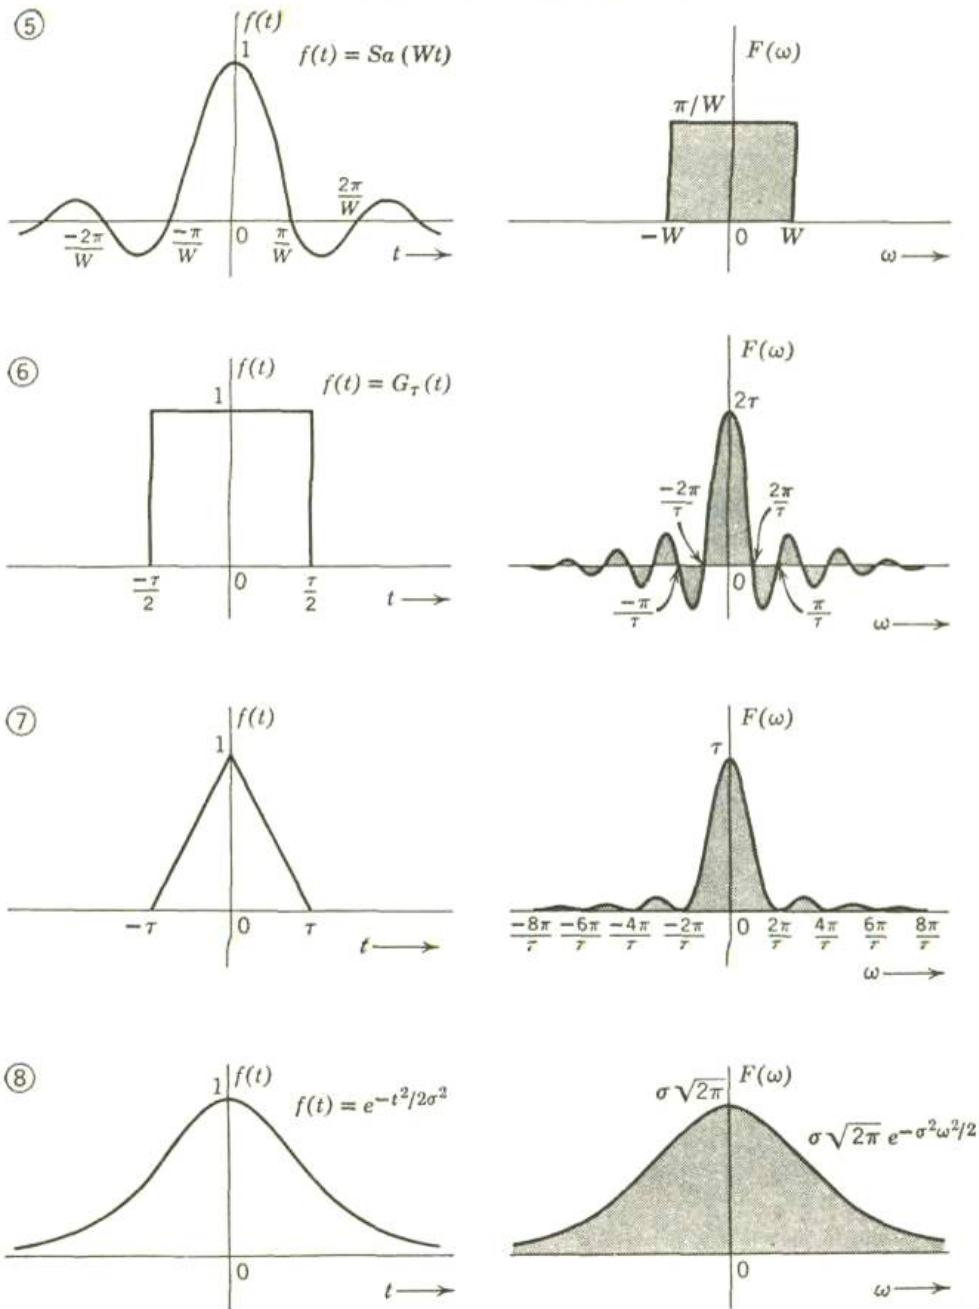 ⑤
f(t)
1
f(t) = Sa (Wt)
2π/W
-2π/W
-π/W
0
π/W
t →
F(ω)
π/W
-W
0
W
ω →
⑥
f(t)
1
f(t) = G_τ(t)
-τ/2
0
τ/2
t →
F(ω)
2τ
-2π/τ
2π/τ
0
-π/τ
π/τ
ω →
⑦
f(t)
1
-τ
0
τ
t →
F(ω)
τ
-8π/τ -6π/τ -4π/τ -2π/τ 0 2π/τ 4π/τ 6π/τ 8π/τ
ω →
⑧
1
f(t)
f(t) = e^{-t²/2σ²}
0
t →
σ√2π
F(ω)
σ√2π e^{-σ²ω²/2}
0
ω →